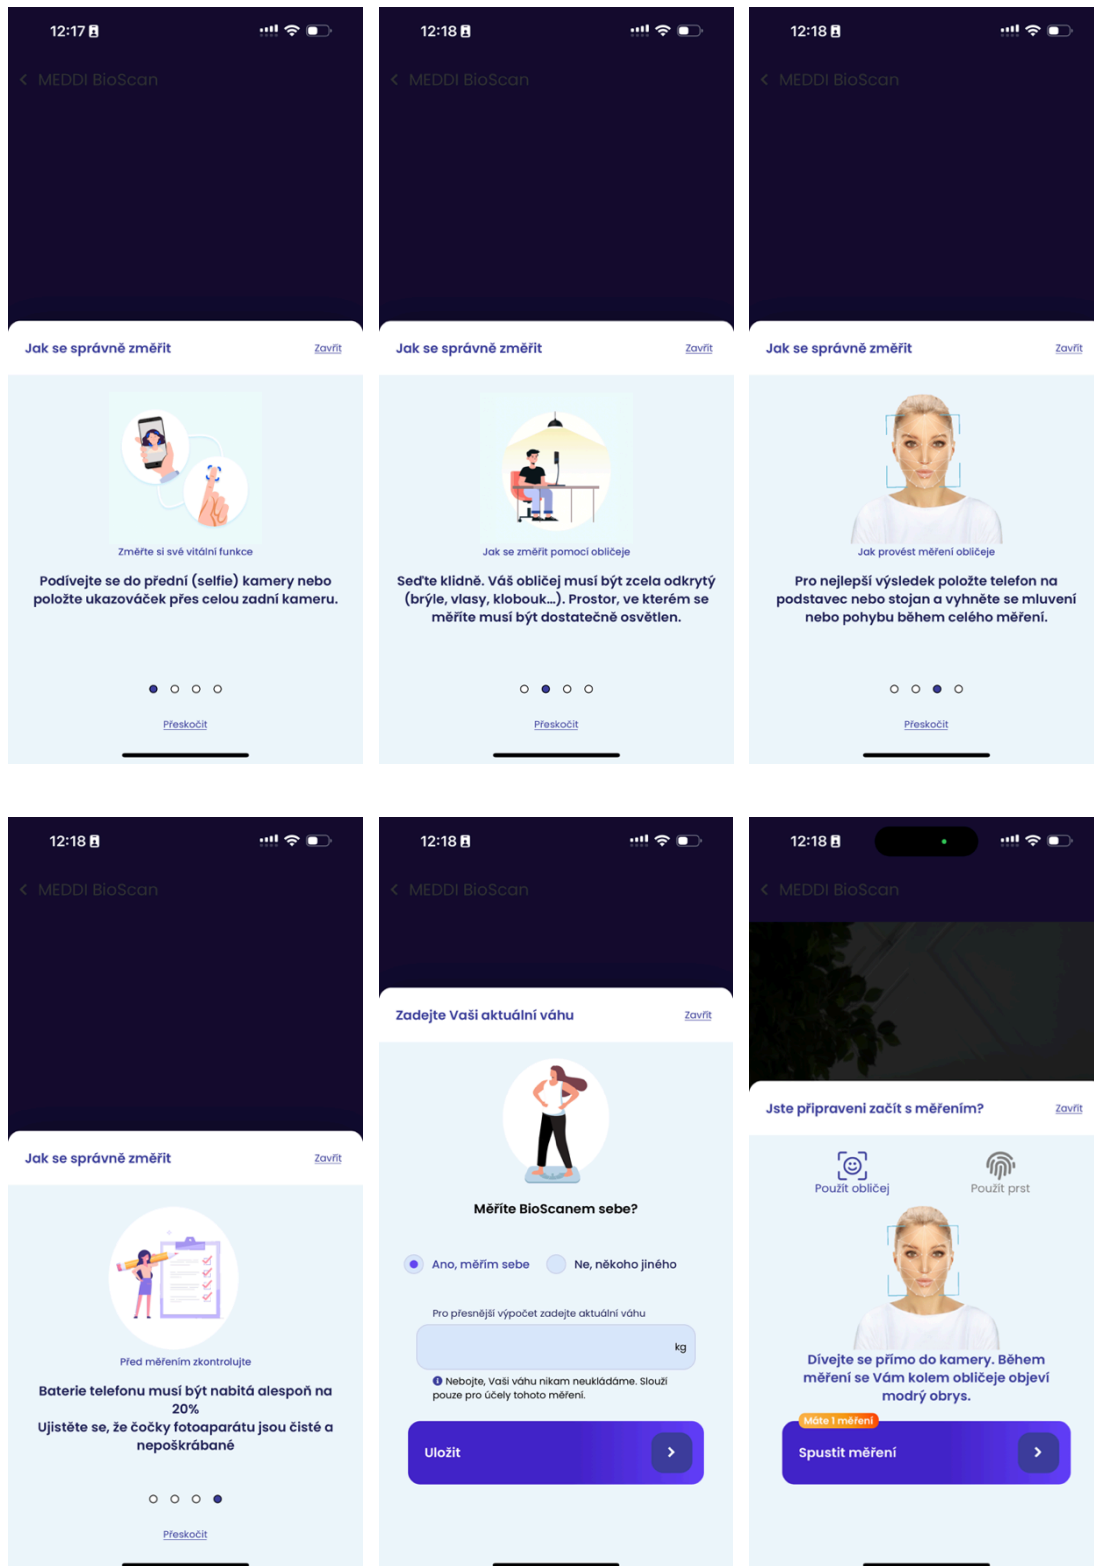 12:17
MEDDI BioScan
Jak se správně změřit
Zavřít
Změřte si své vitální funkce
Podívejte se do přední (selfie) kamery nebo
položte ukazováček přes celou zadní kameru.
Přeskočit
12:18
MEDDI BioScan
Jak se správně změřit
Zavřít
Jak se změřit pomocí obličeje
Seďte klidně. Váš obličej musí být zcela odkrytý
(brýle, vlasy, klobouk...). Prostor, ve kterém se
měříte musí být dostatečně osvětlen.
Přeskočit
12:18
MEDDI BioScan
Jak se správně změřit
Zavřít
Jak provést měření obličeje
Pro nejlepší výsledek položte telefon na
podstavec nebo stojan a vyhněte se mluvení
nebo pohybu během celého měření.
Přeskočit
12:18
MEDDI BioScan
Jak se správně změřit
Zavřít
Před měřením zkontrolujte
Baterie telefonu musí být nabitá alespoň na
20%
Ujistěte se, že čočky fotoaparátu jsou čisté a
nepoškrábané
Přeskočit
12:18
MEDDI BioScan
Zadejte Vaši aktuální váhu
Zavřít
Měříte BioScanem sebe?
Ano, měřím sebe
Ne, někoho jiného
Pro přesnější výpočet zadejte aktuální váhu
kg
Nebojte, Vaši váhu nikam neukládáme. Slouží
pouze pro účely tohoto měření.
Uložit
12:18
MEDDI BioScan
Jste připraveni začít s měřením?
Zavřít
Použít obličej
Použít prst
Dívejte se přímo do kamery. Během
měření se Vám kolem obličeje objeví
modrý obrys.
Máte 1 měření
Spustit měření